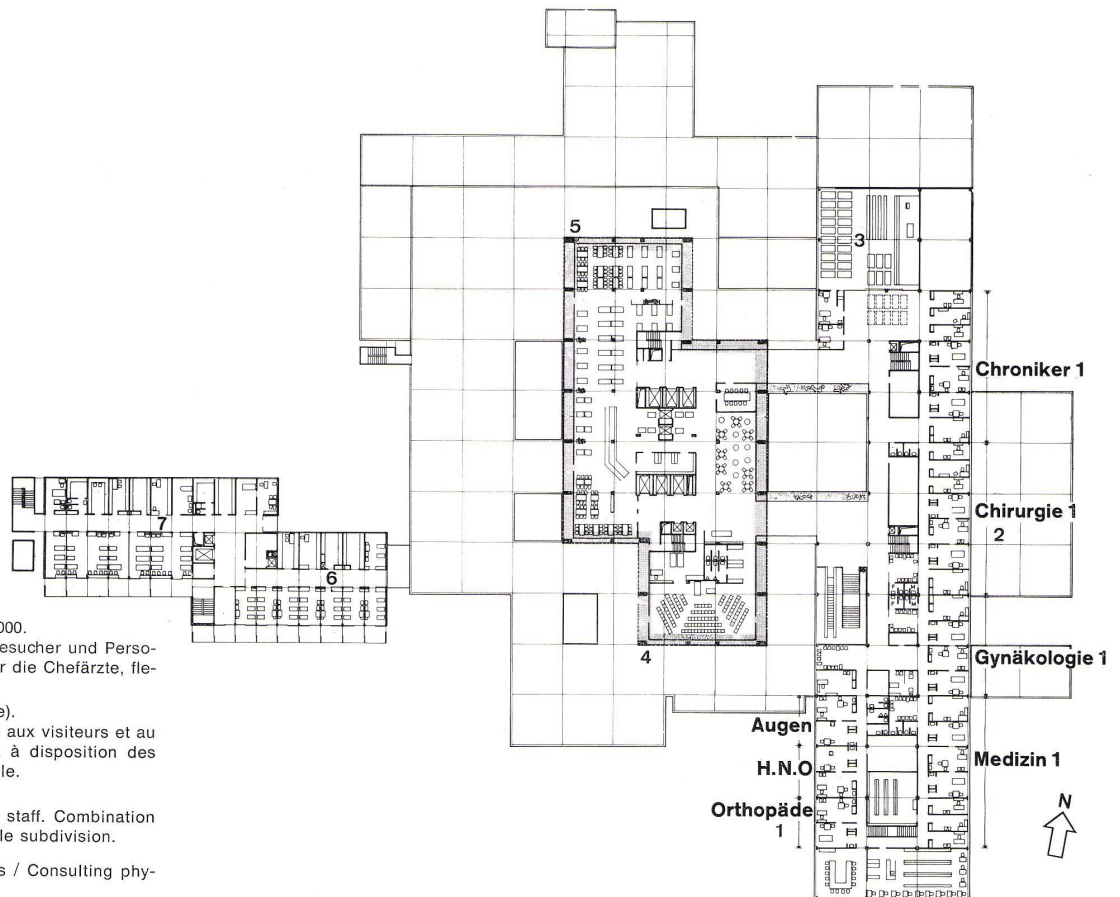 5
3
Chroniker 1
Chirurgie 1
2
7
6
4
Gynäkologie 1
Augen
H.N.O
Medizin 1
Orthopäde
1
N
000.
esucher und Perso-
r die Chefärzte, fle-
e).
aux visiteurs et au
à disposition des
le.
staff. Combination
le subdivision.
s / Consulting phy-